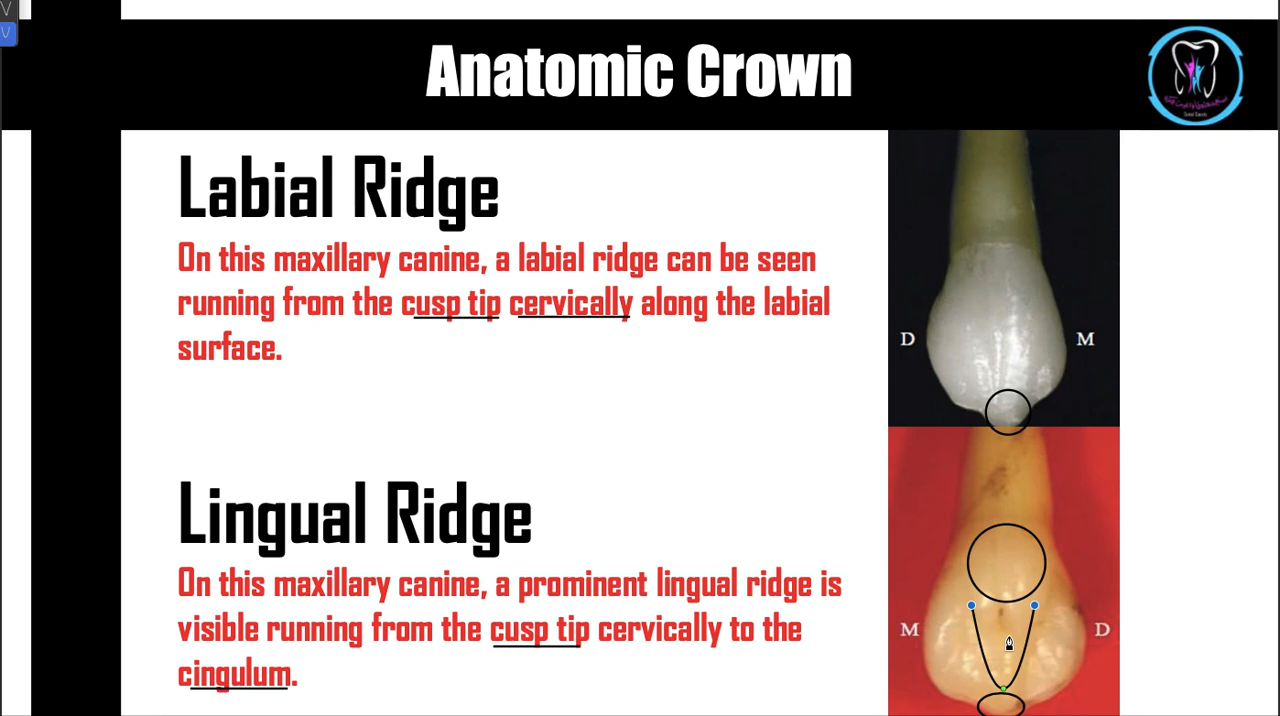 Anatomic Crown
Labial Ridge
On this maxillary canine, a labial ridge can be seen
running from the cusp tip cervically along the labial
surface.
D
M
Lingual Ridge
On this maxillary canine, a prominent lingual ridge is
visible running from the cusp tip cervically to the
cingulum.
M
D